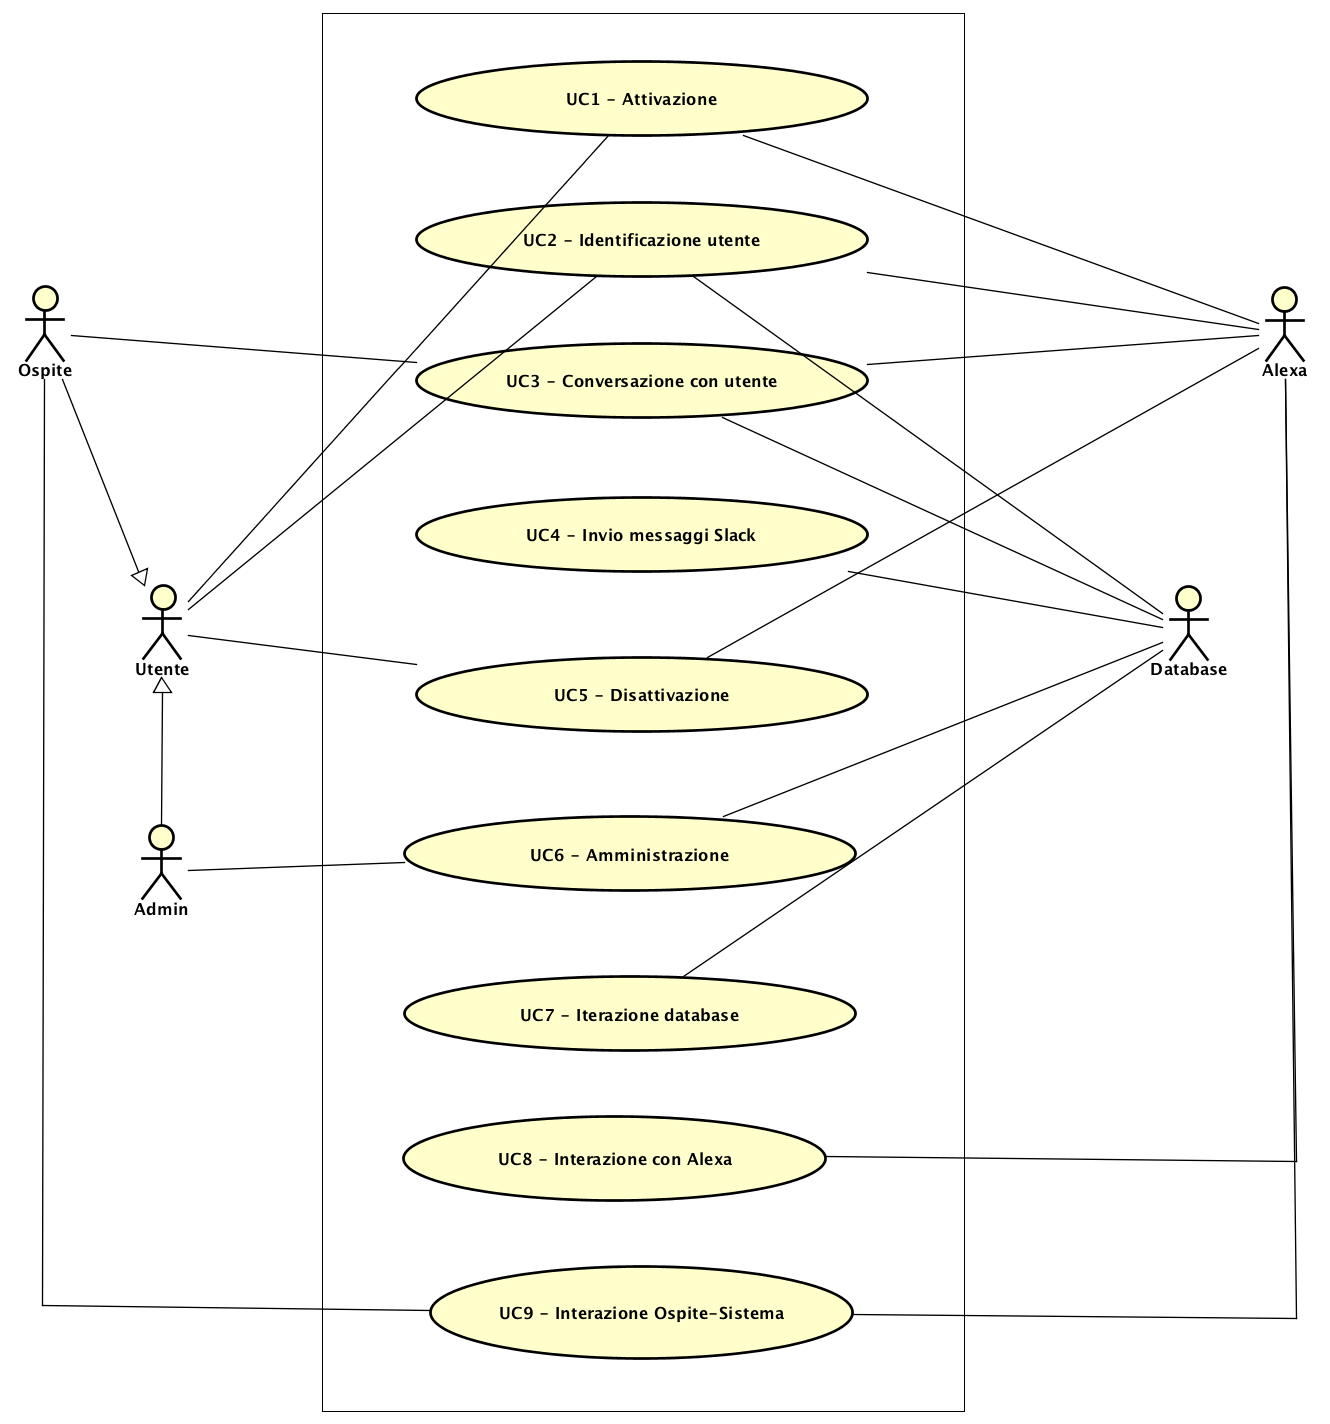 UC1 – Attivazione
UC2 – Identificazione utente
Ospite
UC3 – Conversazione con utente
Alexa
UC4 – Invio messaggi Slack
Utente
UC5 – Disattivazione
Database
UC6 – Amministrazione
Admin
UC7 – Iterazione database
UC8 – Interazione con Alexa
UC9 – Interazione Ospite–Sistema